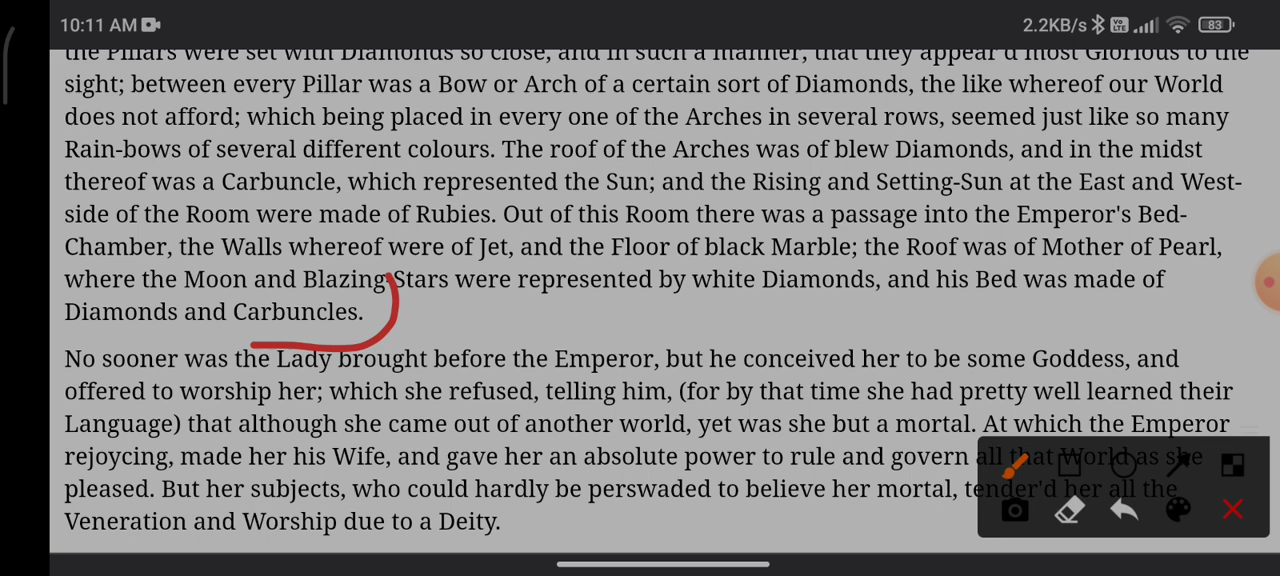 10:11 AM
2.2KB/s
Vo LTE
83
the Pillars were set with Diamonds so close, and in such a manner, that they appear'd most Glorious to the
sight; between every Pillar was a Bow or Arch of a certain sort of Diamonds, the like whereof our World
does not afford; which being placed in every one of the Arches in several rows, seemed just like so many
Rain-bows of several different colours. The roof of the Arches was of blew Diamonds, and in the midst
thereof was a Carbuncle, which represented the Sun; and the Rising and Setting-Sun at the East and West-
side of the Room were made of Rubies. Out of this Room there was a passage into the Emperor's Bed-
Chamber, the Walls whereof were of Jet, and the Floor of black Marble; the Roof was of Mother of Pearl,
where the Moon and Blazing Stars were represented by white Diamonds, and his Bed was made of
Diamonds and Carbuncles.
No sooner was the Lady brought before the Emperor, but he conceived her to be some Goddess, and
offered to worship her; which she refused, telling him, (for by that time she had pretty well learned their
Language) that although she came out of another world, yet was she but a mortal. At which the Emperor
rejoycing, made her his Wife, and gave her an absolute power to rule and govern all that World as she
pleased. But her subjects, who could hardly be perswaded to believe her mortal, tender'd her all the
Veneration and Worship due to a Deity.